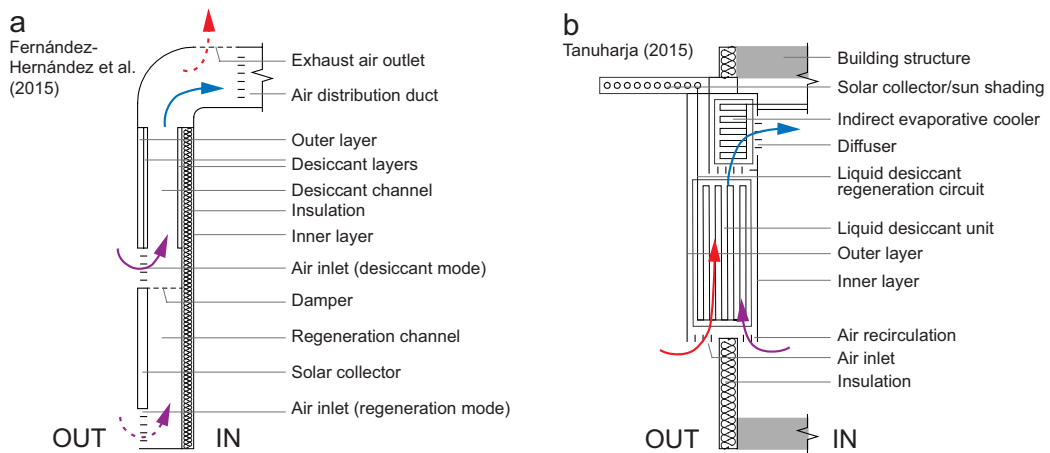 a
Fernández-
Hernández et al.
(2015)
Exhaust air outlet
Air distribution duct
Outer layer
Desiccant layers
Desiccant channel
Insulation
Inner layer
Air inlet (desiccant mode)
Damper
Regeneration channel
Solar collector
Air inlet (regeneration mode)
OUT
IN
b
Tanuharja (2015)
Building structure
Solar collector/sun shading
Indirect evaporative cooler
Diffuser
Liquid desiccant
regeneration circuit
Liquid desiccant unit
Outer layer
Inner layer
Air recirculation
Air inlet
Insulation
OUT
IN